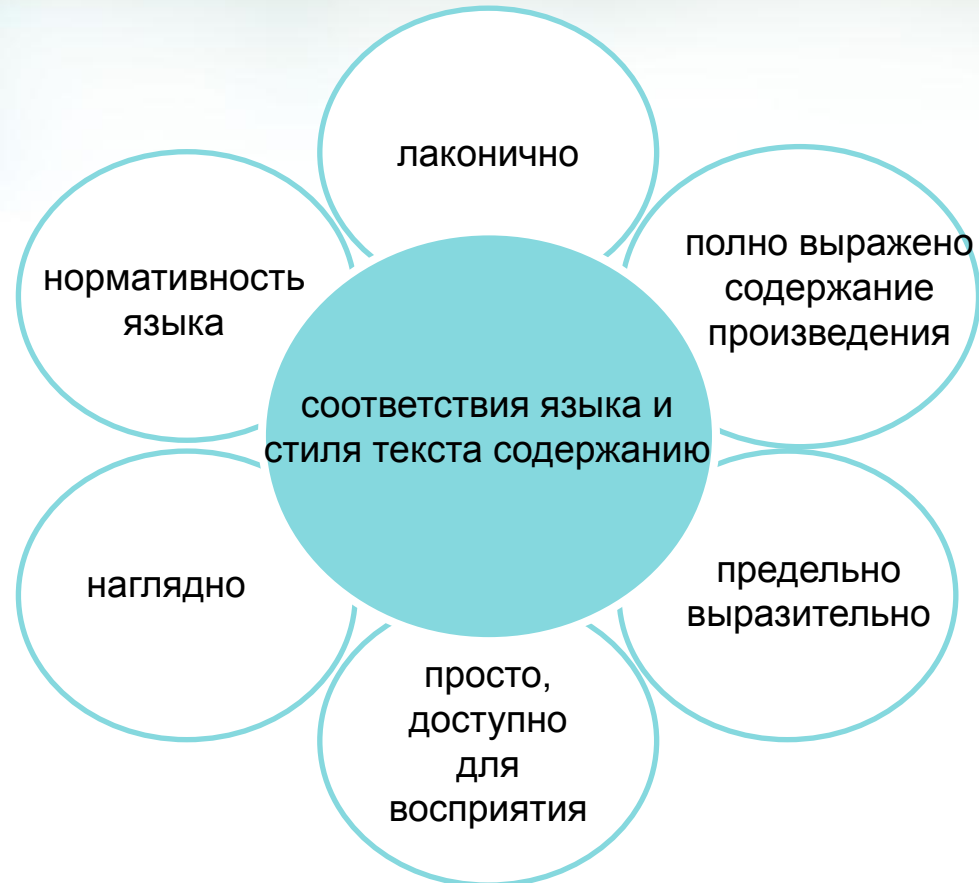 лаконично
полно выражено
содержание
произведения
нормативность
языка
соответствия языка и
стиля текста содержанию
наглядно
предельно
выразительно
просто,
доступно
для
восприятия